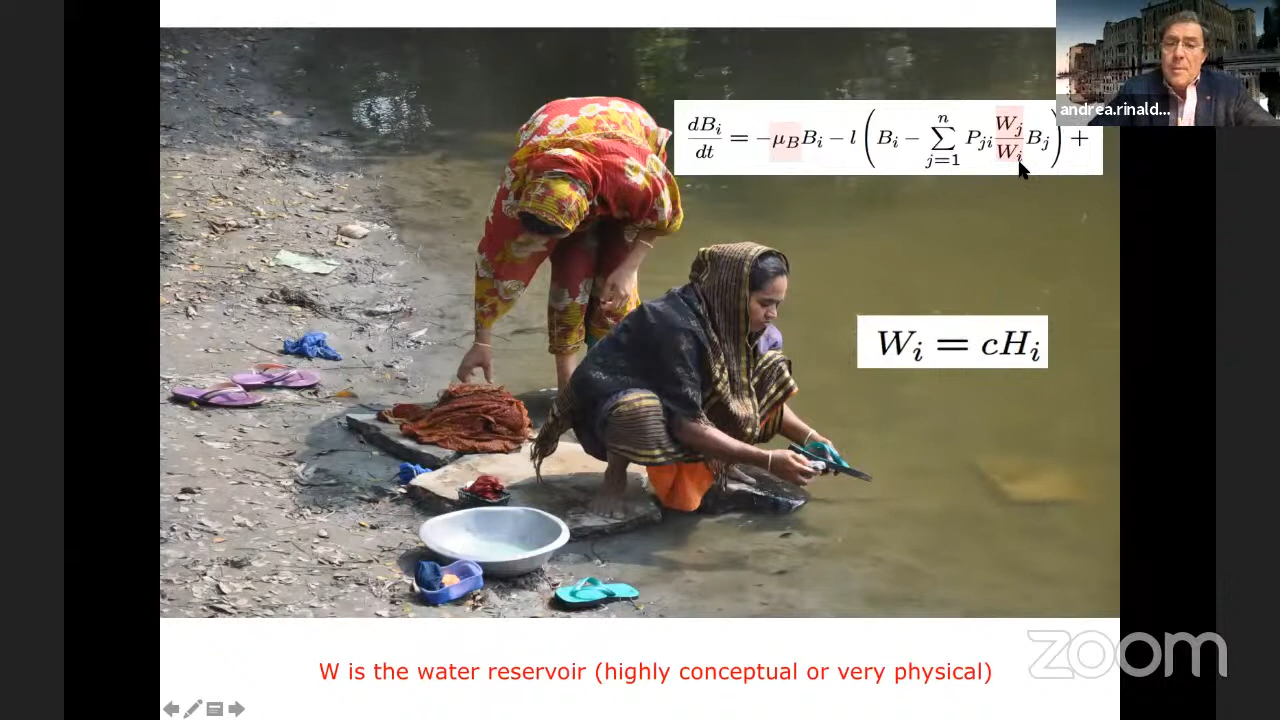 andrea.rinald...
dB_i/dt = −μ_B B_i − l ( B_i − ∑_{j=1}^{n} P_{ji} W_j/W_i B_j ) +
W_i = cH_i
W is the water reservoir (highly conceptual or very physical)
zoom